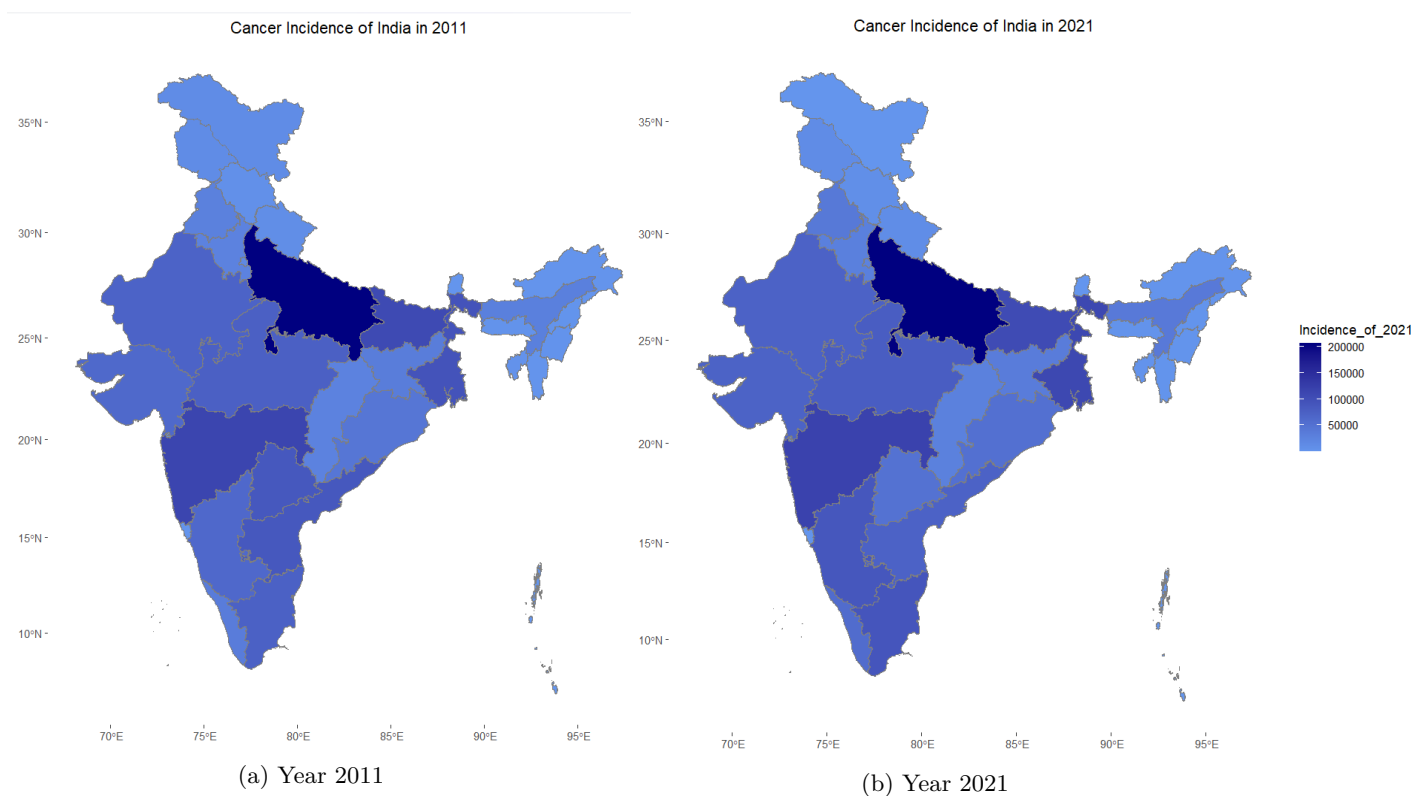 Cancer Incidence of India in 2011
35°N
30°N
25°N
20°N
15°N
10°N
70°E 75°E 80°E 85°E 90°E 95°E
(a) Year 2011
Cancer Incidence of India in 2021
35°N
30°N
25°N
20°N
15°N
10°N
70°E 75°E 80°E 85°E 90°E 95°E
(b) Year 2021
Incidence_of_2021
200000
150000
100000
50000